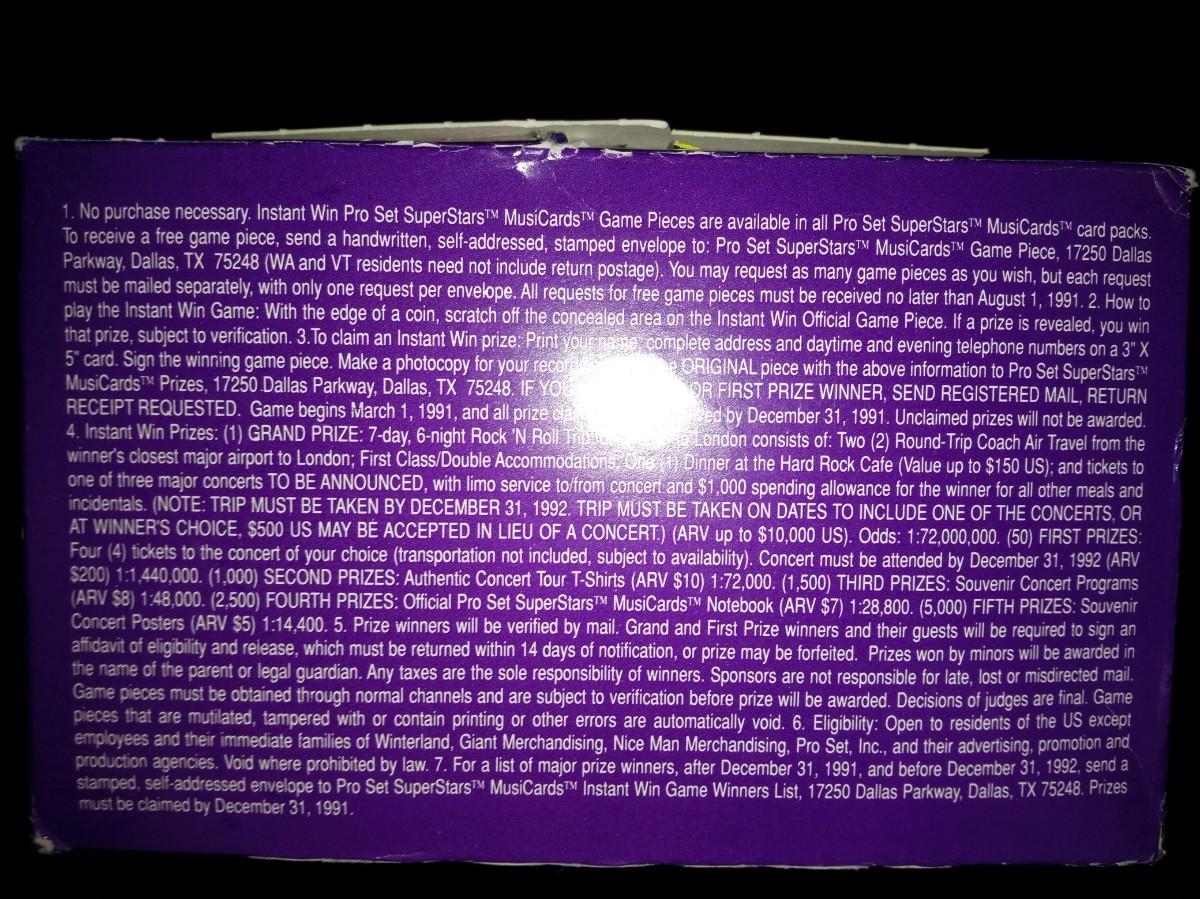 1. No purchase necessary. Instant Win Pro Set SuperStars™ MusiCards™ Game Pieces are available in all Pro Set SuperStars™ MusiCards™ card packs.
To receive a free game piece, send a handwritten, self-addressed, stamped envelope to: Pro Set SuperStars™ MusiCards™ Game Piece, 17250 Dallas
Parkway, Dallas, TX 75248 (WA and VT residents need not include return postage). You may request as many game pieces as you wish, but each request
must be mailed separately, with only one request per envelope. All requests for free game pieces must be received no later than August 1, 1991. 2. How to
play the Instant Win Game: With the edge of a coin, scratch off the concealed area on the Instant Win Official Game Piece. If a prize is revealed, you win
that prize, subject to verification. 3.To claim an Instant Win prize: Print your name, complete address and daytime and evening telephone numbers on a 3" X
5" card. Sign the winning game piece. Make a photocopy for your ORIGINAL piece with the above information to Pro Set SuperStars™
MusiCards™ Prizes, 17250 Dallas Parkway, Dallas, TX 75248. IF YOU OR FIRST PRIZE WINNER, SEND REGISTERED MAIL, RETURN
RECEIPT REQUESTED. Game begins March 1, 1991, and all prize by December 31, 1991. Unclaimed prizes will not be awarded.
4. Instant Win Prizes: (1) GRAND PRIZE: 7-day, 6-night Rock 'N Roll Trip to London consists of: Two (2) Round-Trip Coach Air Travel from the
winner's closest major airport to London; First Class/Double Accommodations; One (1) Dinner at the Hard Rock Cafe (Value up to $150 US); and tickets to
one of three major concerts TO BE ANNOUNCED, with limo service to/from concert and $1,000 spending allowance for the winner for all other meals and
incidentals. (NOTE: TRIP MUST BE TAKEN BY DECEMBER 31, 1992. TRIP MUST BE TAKEN ON DATES TO INCLUDE ONE OF THE CONCERTS, OR
AT WINNER'S CHOICE, $500 US MAY BE ACCEPTED IN LIEU OF A CONCERT.) (ARV up to $10,000 US). Odds: 1:72,000,000. (50) FIRST PRIZES:
Four (4) tickets to the concert of your choice (transportation not included, subject to availability). Concert must be attended by December 31, 1992 (ARV
$200) 1:1,440,000. (1,000) SECOND PRIZES: Authentic Concert Tour T-Shirts (ARV $10) 1:72,000. (1,500) THIRD PRIZES: Souvenir Concert Programs
(ARV $8) 1:48,000. (2,500) FOURTH PRIZES: Official Pro Set SuperStars™ MusiCards™ Notebook (ARV $7) 1:28,800. (5,000) FIFTH PRIZES: Souvenir
Concert Posters (ARV $5) 1:14,400. 5. Prize winners will be verified by mail. Grand and First Prize winners and their guests will be required to sign an
affidavit of eligibility and release, which must be returned within 14 days of notification, or prize may be forfeited. Prizes won by minors will be awarded in
the name of the parent or legal guardian. Any taxes are the sole responsibility of winners. Sponsors are not responsible for late, lost or misdirected mail.
Game pieces must be obtained through normal channels and are subject to verification before prize will be awarded. Decisions of judges are final. Game
pieces that are mutilated, tampered with or contain printing or other errors are automatically void. 6. Eligibility: Open to residents of the US except
employees and their immediate families of Winterland, Giant Merchandising, Nice Man Merchandising, Pro Set, Inc., and their advertising, promotion and
production agencies. Void where prohibited by law. 7. For a list of major prize winners, after December 31, 1991, and before December 31, 1992, send a
stamped, self-addressed envelope to Pro Set SuperStars™ MusiCards™ Instant Win Game Winners List, 17250 Dallas Parkway, Dallas, TX 75248. Prizes
must be claimed by December 31, 1991.